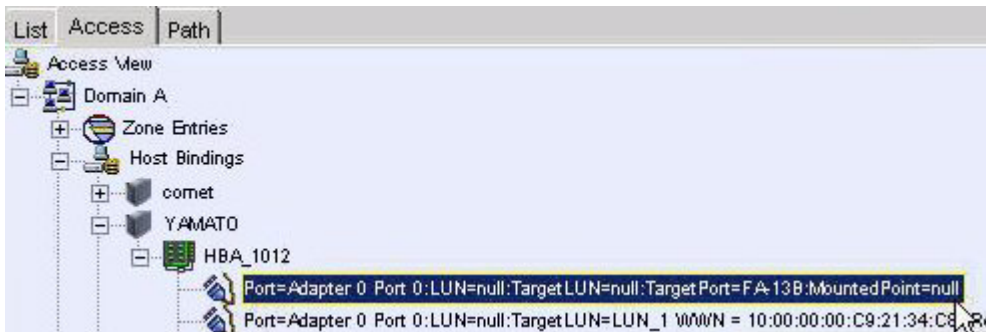 List Access Path
Access View
Domain A
Zone Entries
Host Bindings
comet
YAMATO
HBA_1012
Port=Adapter 0 Port 0:LUN=null:TargetLUN=null:TargetPort=FA-13B:MountedPoint=null
Port=Adapter 0 Port 0:LUN=null:TargetLUN=LUN_1 WWN = 10:00:00:00:C9:21:34:C8